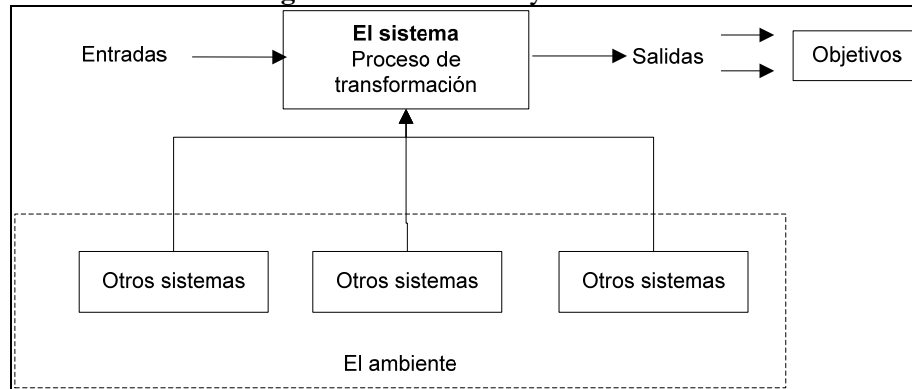 El sistema
Entradas
Proceso de
Salidas
Objetivos
transformación
Otros sistemas
Otros sistemas
Otros sistemas
El ambiente